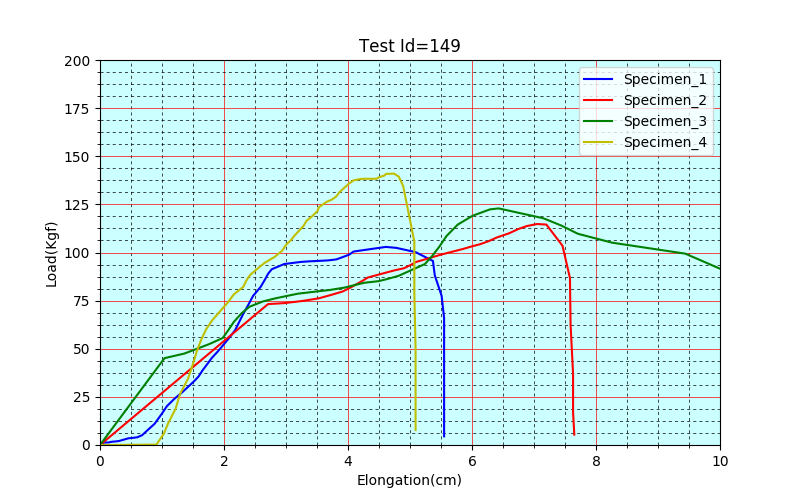 Test Id=149
200
175
150
125
100
75
50
25
0
Load(Kgf)
Specimen_1
Specimen_2
Specimen_3
Specimen_4
0 2 4 6 8 10
Elongation(cm)